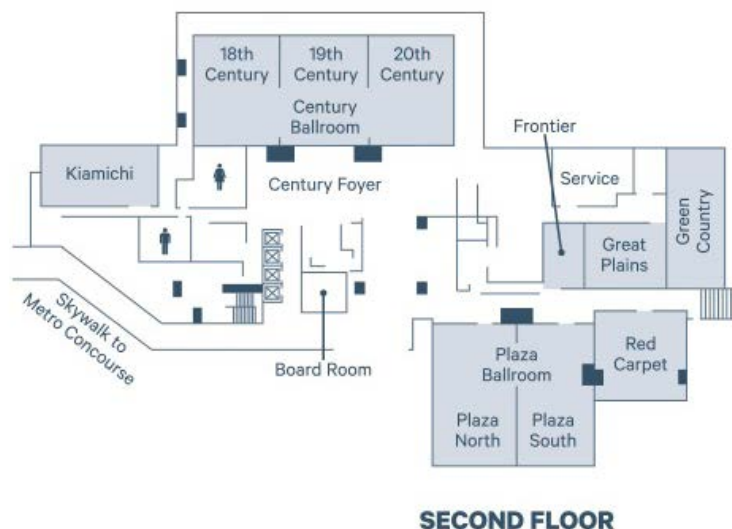 18th
Century
19th
Century
20th
Century
Century
Ballroom
Frontier
Kiamichi
Century Foyer
Service
Green
Country
Great
Plains
Skywalk to
Metro Concourse
Board Room
Plaza
Ballroom
Red
Carpet
Plaza
North
Plaza
South
SECOND FLOOR